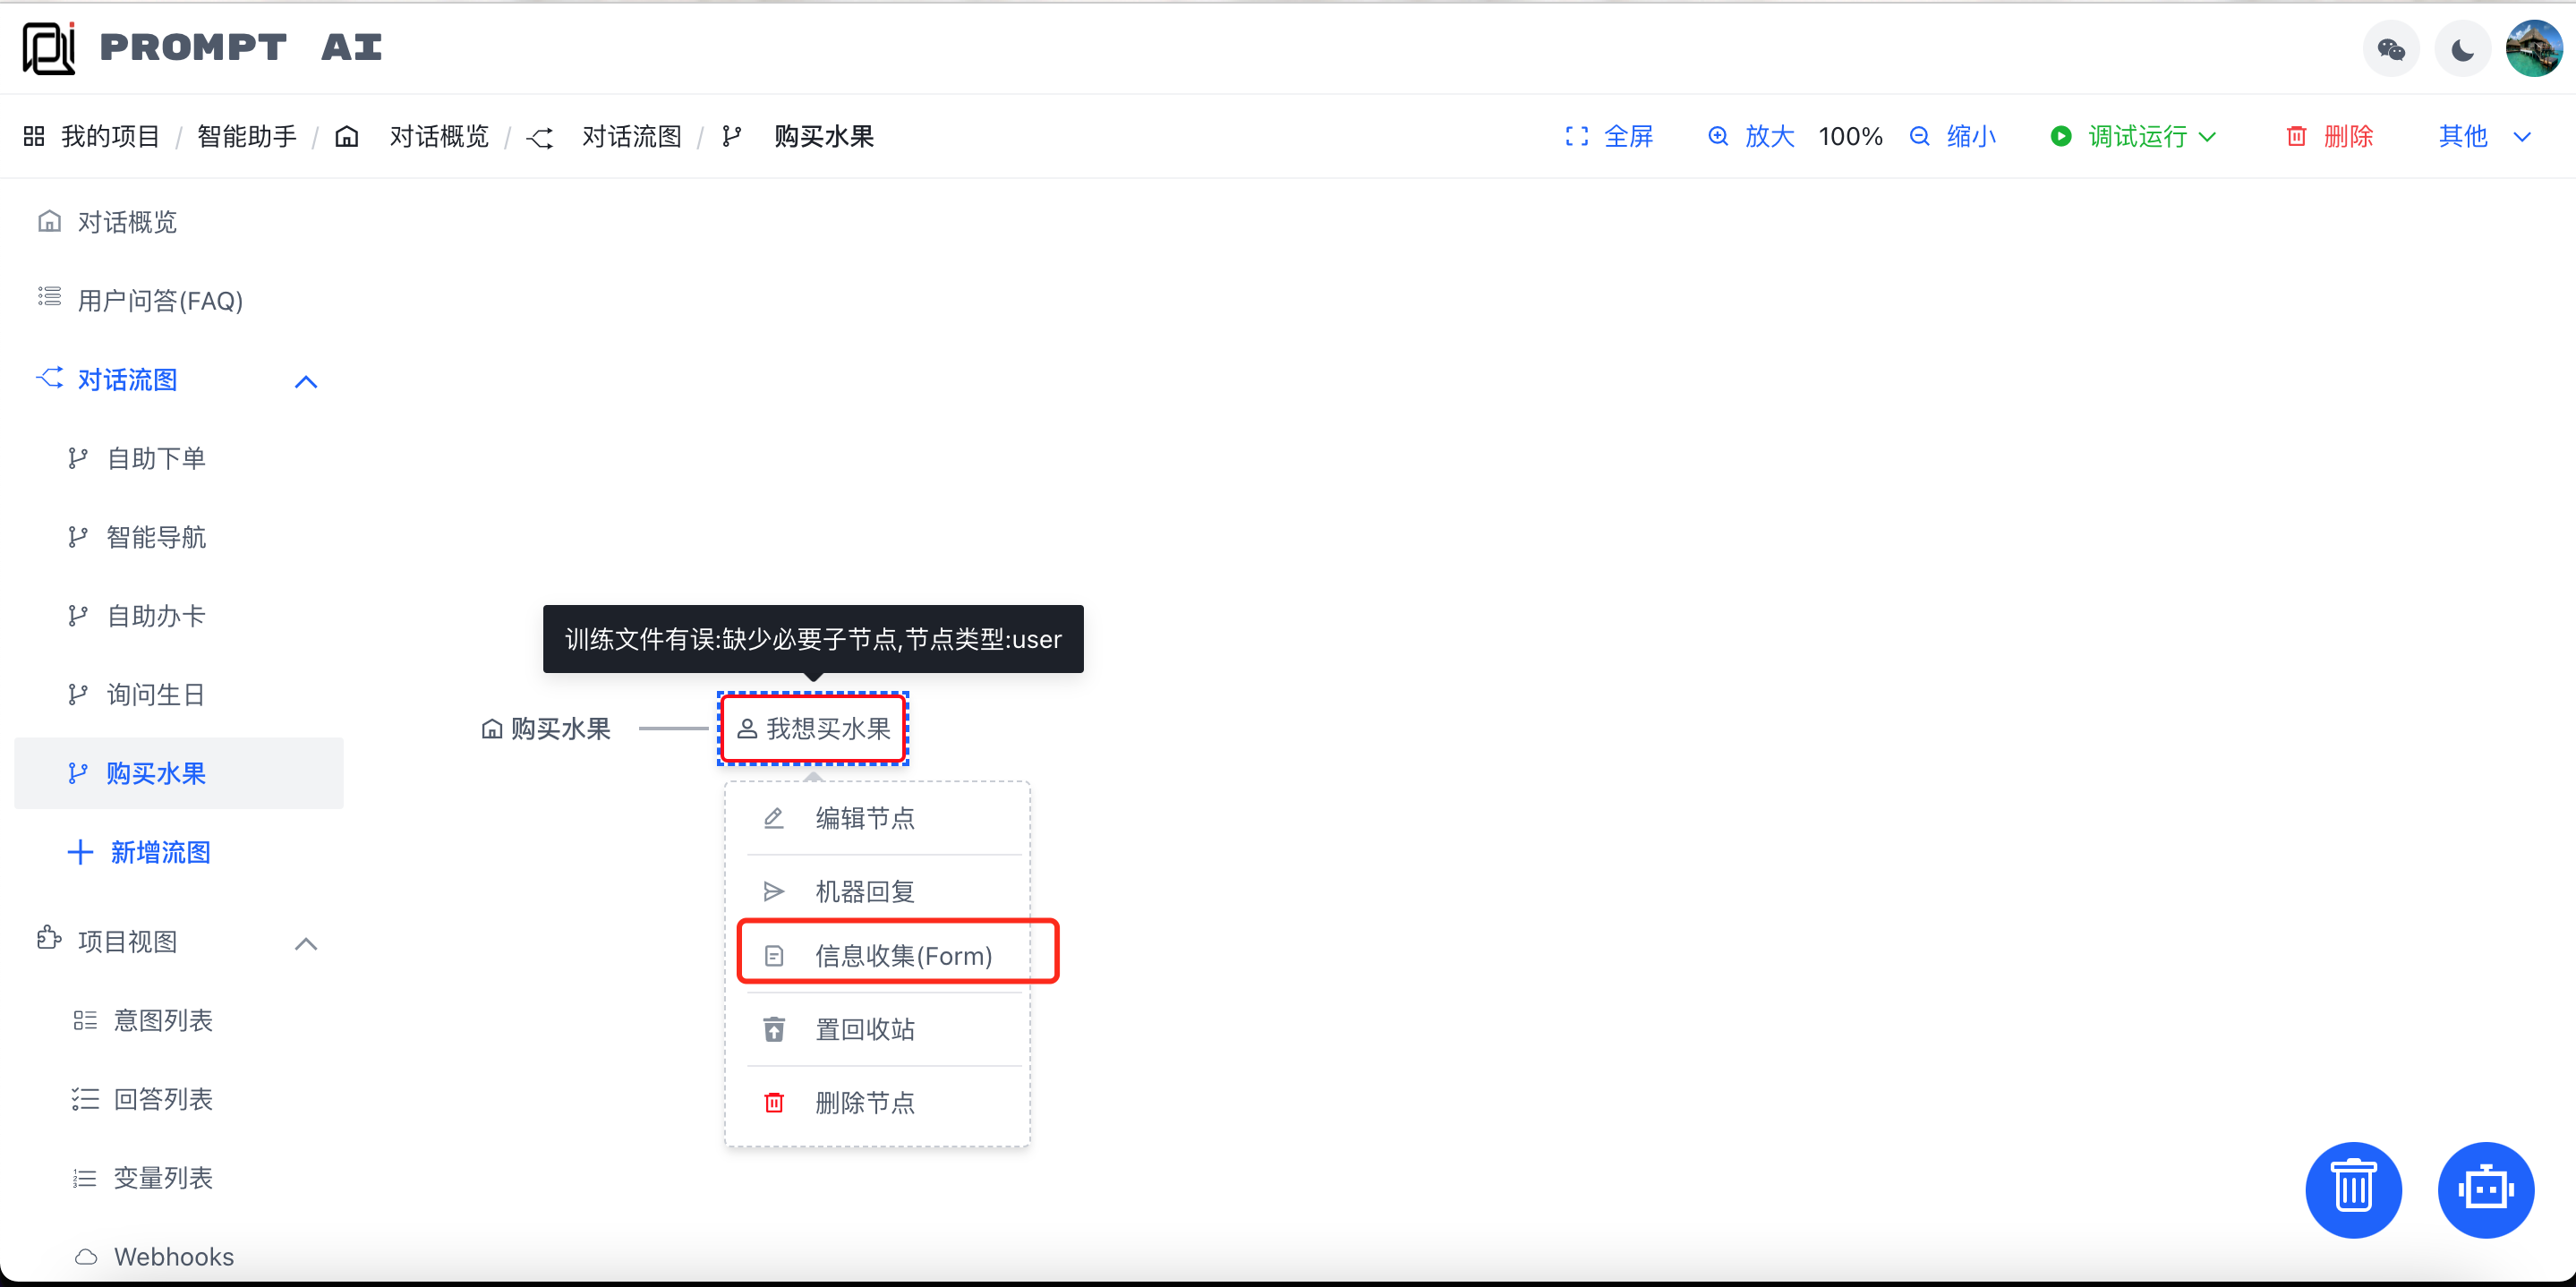 PROMPT AI
我的项目 / 智能助手 / 对话概览 / 对话流图 / 购买水果
全屏 放大 100% 缩小 调试运行 删除 其他
对话概览
用户问答(FAQ)
对话流图
自助下单
智能导航
自助办卡
询问生日
购买水果
新增流图
项目视图
意图列表
回答列表
变量列表
Webhooks
训练文件有误:缺少必要子节点,节点类型:user
购买水果
我想买水果
编辑节点
机器回复
信息收集(Form)
置回收站
删除节点